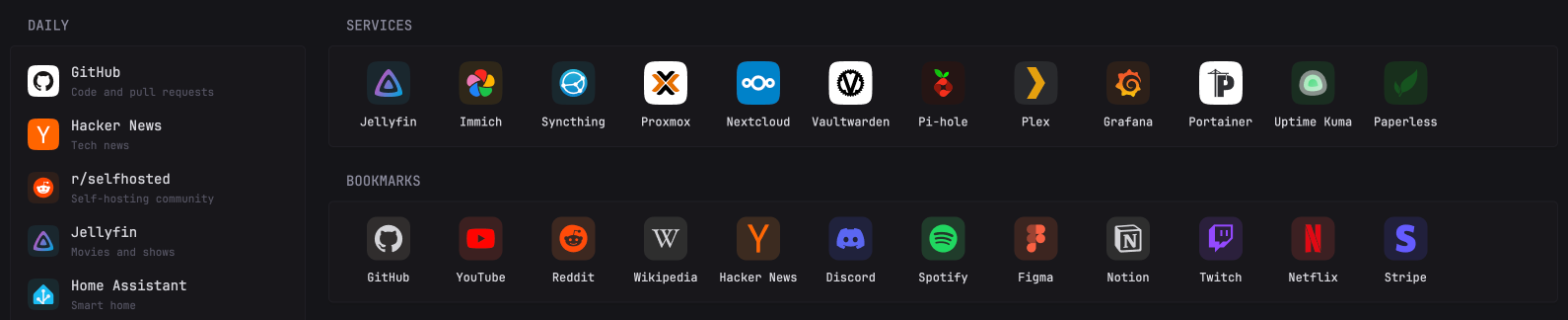 DAILY
GitHub
Code and pull requests
Hacker News
Tech news
r/selfhosted
Self-hosting community
Jellyfin
Movies and shows
Home Assistant
Smart home
SERVICES
Jellyfin Immich Syncthing Proxmox Nextcloud Vaultwarden Pi-hole Plex Grafana Portainer Uptime Kuma Paperless
BOOKMARKS
GitHub YouTube Reddit Wikipedia Hacker News Discord Spotify Figma Notion Twitch Netflix Stripe